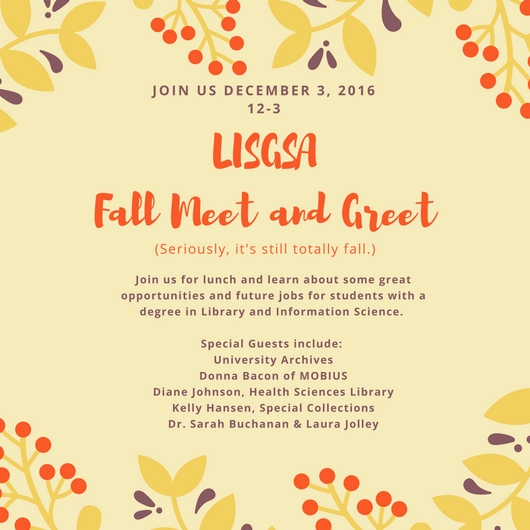 JOIN US DECEMBER 3, 2016
12-3
LISGSA
Fall Meet and Greet
(Seriously, it's still totally fall.)
Join us for lunch and learn about some great
opportunities and future jobs for students with a
degree in Library and Information Science.
Special Guests include:
University Archives
Donna Bacon of MOBIUS
Diane Johnson, Health Sciences Library
Kelly Hansen, Special Collections
Dr. Sarah Buchanan & Laura Jolley